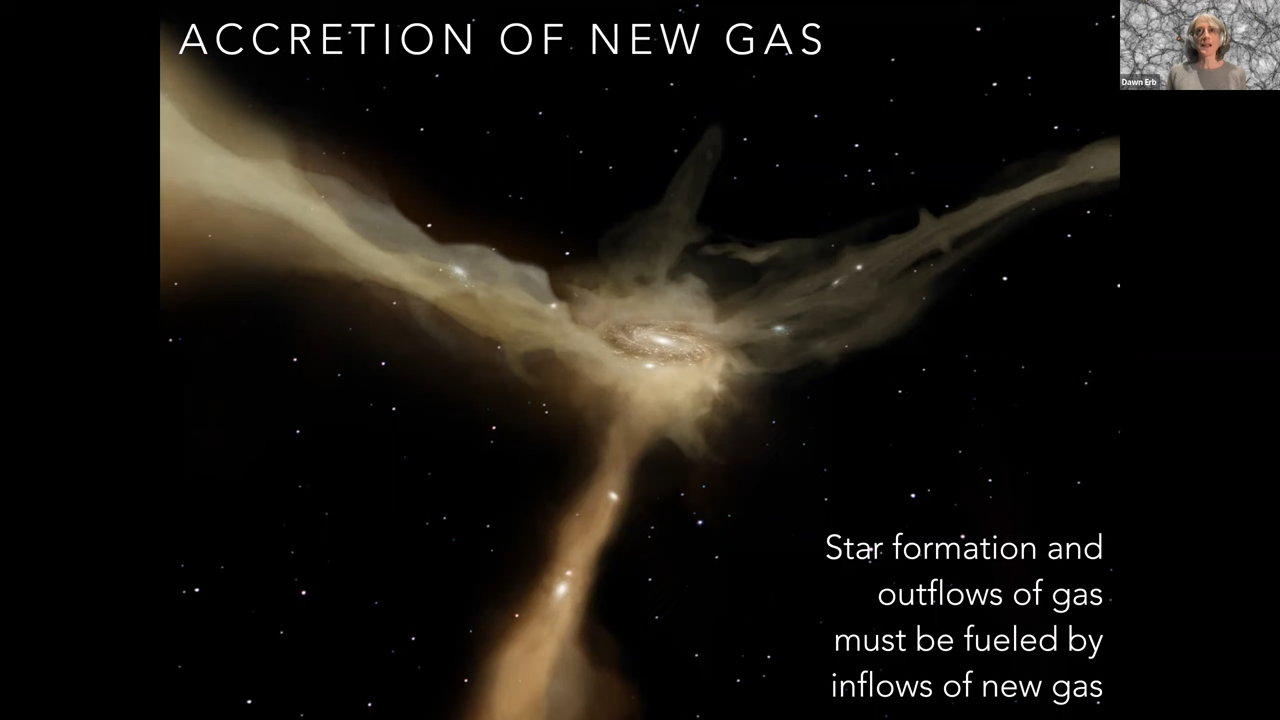 ACCRETION OF NEW GAS
Dawn Erb
Star formation and
outflows of gas
must be fueled by
inflows of new gas